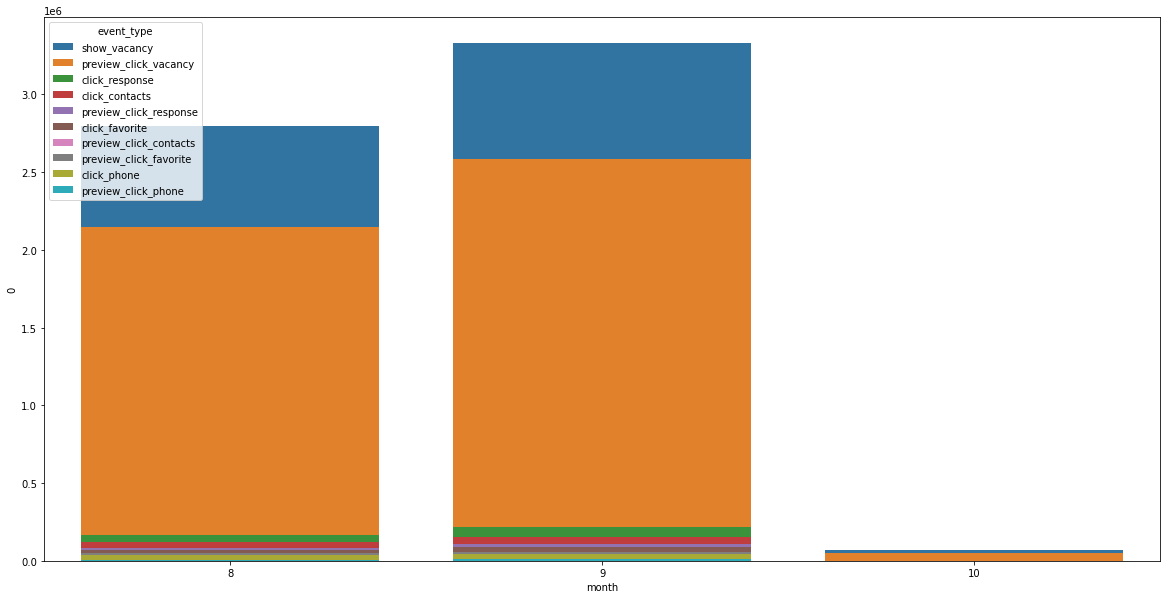 1e6
event_type
show_vacancy
preview_click_vacancy
click_response
click_contacts
preview_click_response
click_favorite
preview_click_contacts
preview_click_favorite
click_phone
preview_click_phone
3.0
2.5
2.0
1.5
1.0
0.5
0.0
0
8
9
10
month